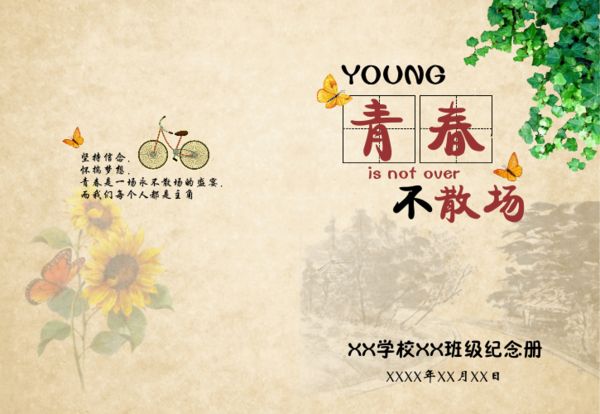 坚持信念,
怀揣梦想,
青春是一场永不散场的盛宴,
而我们每个人都是主角
YOUNG
青春
is not over
不散场
XX学校XX班级纪念册
XXXX年XX月XX日